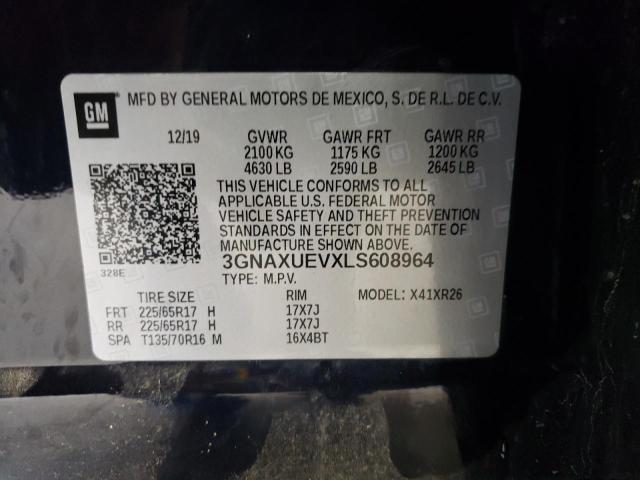 GM
MFD BY GENERAL MOTORS DE MEXICO, S. DE R.L. DE C.V.
12/19 GVWR GAWR FRT GAWR RR
2100 KG 1175 KG 1200 KG
4630 LB 2590 LB 2645 LB
THIS VEHICLE CONFORMS TO ALL
APPLICABLE U.S. FEDERAL MOTOR
VEHICLE SAFETY AND THEFT PREVENTION
STANDARDS IN EFFECT ON THE DATE OF
MANUFACTURE SHOWN ABOVE.
3GNAXUEVXLS608964
328E
TYPE: M.P.V.
TIRE SIZE RIM MODEL: X41XR26
FRT 225/65R17 H 17X7J
RR 225/65R17 H 17X7J
SPA T135/70R16 M 16X4BT